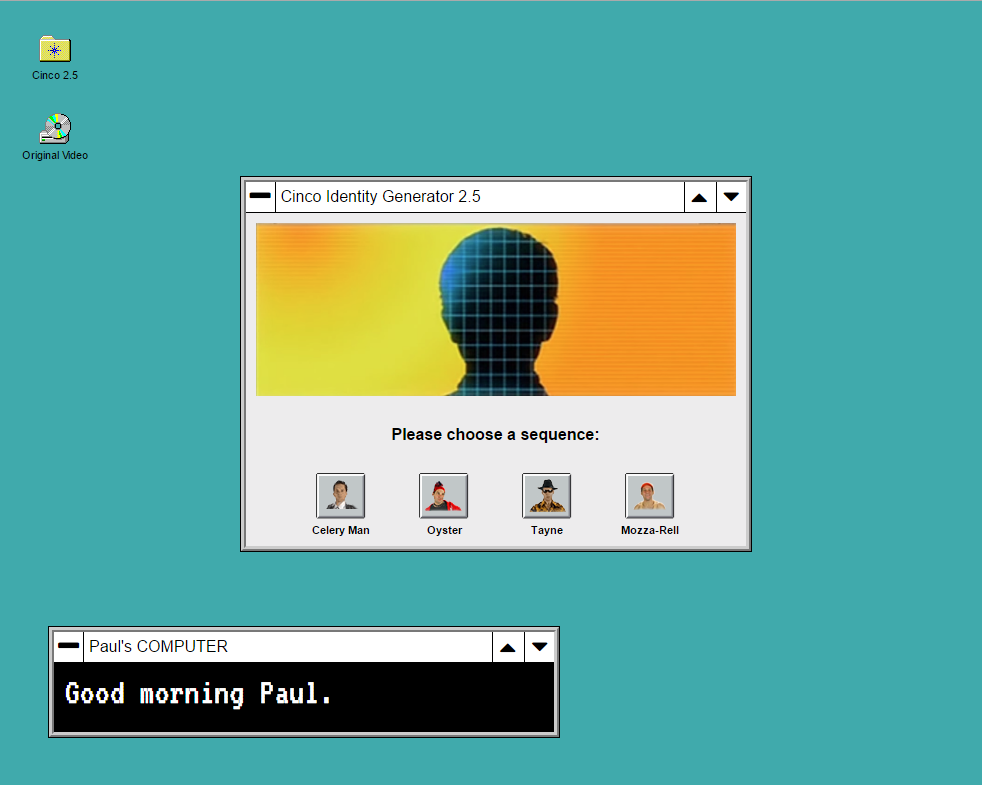 Cinco 2.5
Original Video
Cinco Identity Generator 2.5
Please choose a sequence:
Celery Man
Oyster
Tayne
Mozza-Rell
Paul's COMPUTER
Good morning Paul.